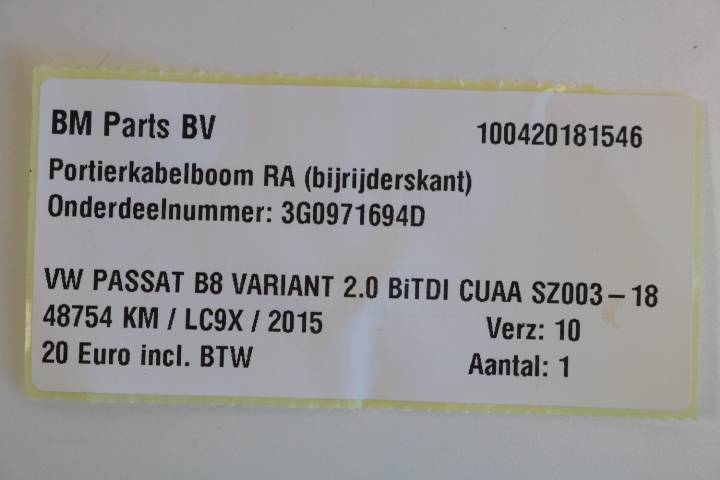 BM Parts BV 100420181546
Portierkabelboom RA (bijrijderskant)
Onderdeelnummer: 3G0971694D
VW PASSAT B8 VARIANT 2.0 BiTDI CUAA SZ003-18
48754 KM / LC9X / 2015 Verz: 10
20 Euro incl. BTW Aantal: 1